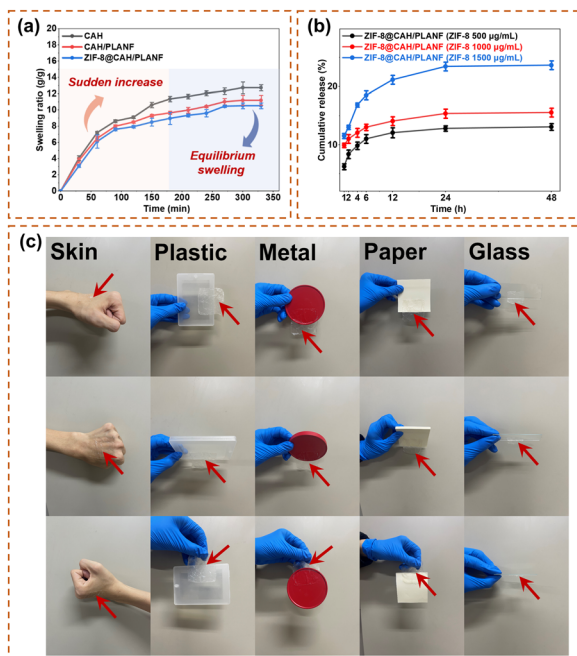 (a)
CAH
CAH/PLANF
ZIF-8@CAH/PLANF
Sudden increase
Equilibrium
swelling
Swelling ratio (g/g)
20
18
16
14
12
10
8
6
4
2
0
0 50 100 150 200 250 300 350
Time (min)
(b)
ZIF-8@CAH/PLANF (ZIF-8 500 μg/mL)
ZIF-8@CAH/PLANF (ZIF-8 1000 μg/mL)
ZIF-8@CAH/PLANF (ZIF-8 1500 μg/mL)
Cumulative release (%)
20
10
12 4 6 12 24 48
Time (h)
(c)
Skin Plastic Metal Paper Glass